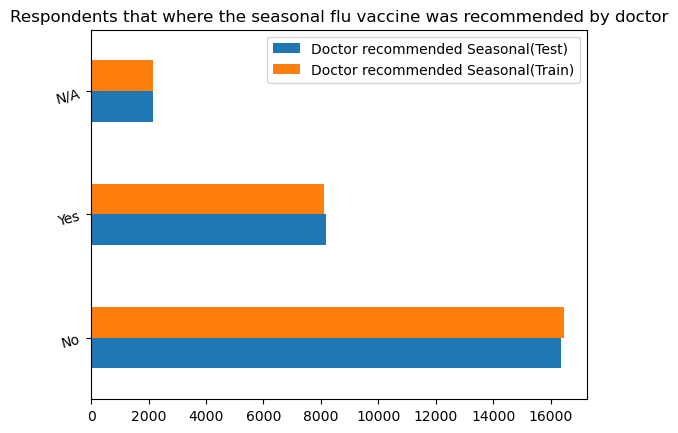 Respondents that where the seasonal flu vaccine was recommended by doctor
Doctor recommended Seasonal(Test)
Doctor recommended Seasonal(Train)
N/A
Yes
No
0 2000 4000 6000 8000 10000 12000 14000 16000